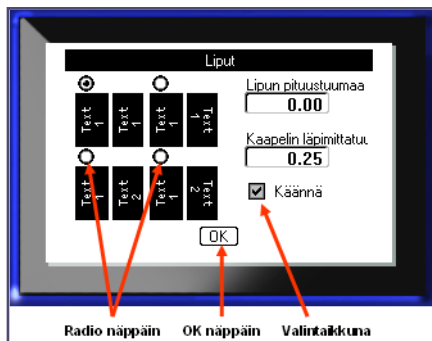 Liput
Lipun pituustuumaa
0.00
Text 1 Text 1 Text 1 Text 1
Kaapelin läpimittatuu
0.25
Text 1 Text 2 Text 1 Text 2
Käännä
OK
Radio näppäin OK näppäin Valintaikkuna